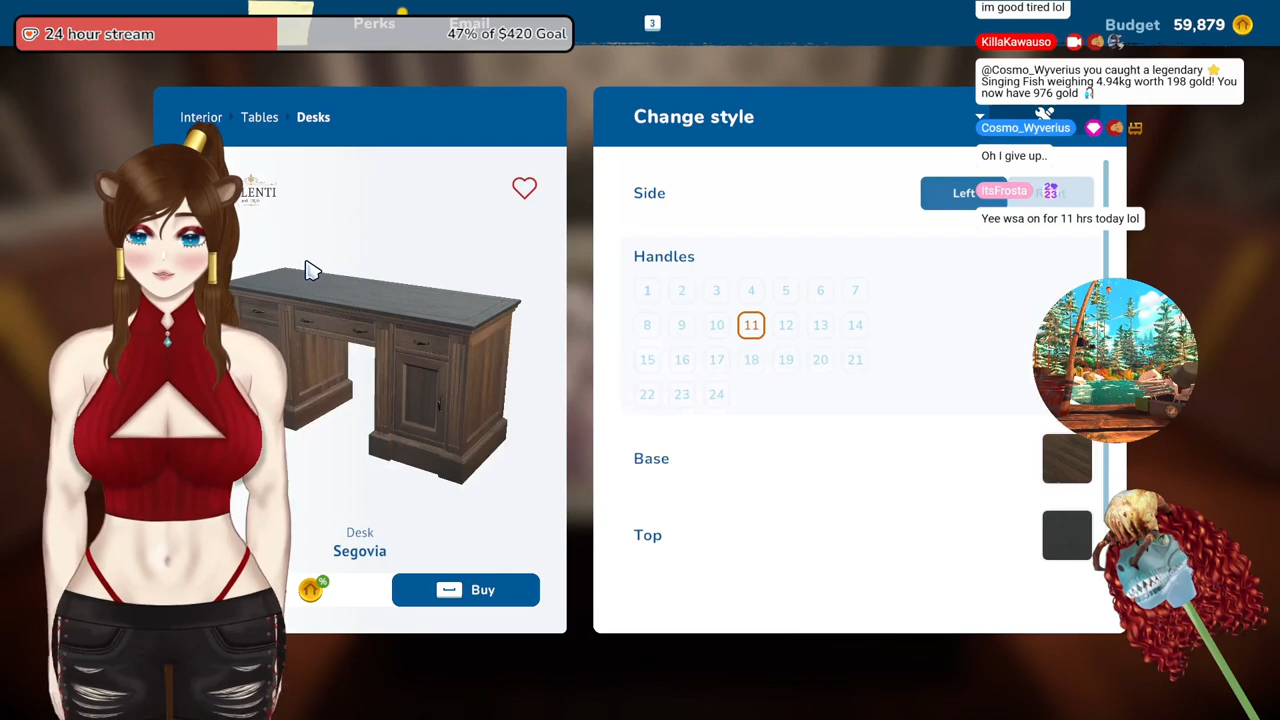 24 hour stream
47% of $420 Goal
Perks
Email
3
Budget 59,879
im good tired lol
KillaKawauso
@Cosmo_Wyverius you caught a legendary ⭐
Singing Fish weighing 4.94kg worth 198 gold! You
now have 976 gold
Cosmo_Wyverius
Oh I give up..
ItsFrosta
Yee wsa on for 11 hrs today lol
Interior
Tables
Desks
Desk
Segovia
%
Buy
Change style
Side
Left
Handles
1 2 3 4 5 6 7
8 9 10 11 12 13 14
15 16 17 18 19 20 21
22 23 24
Base
Top